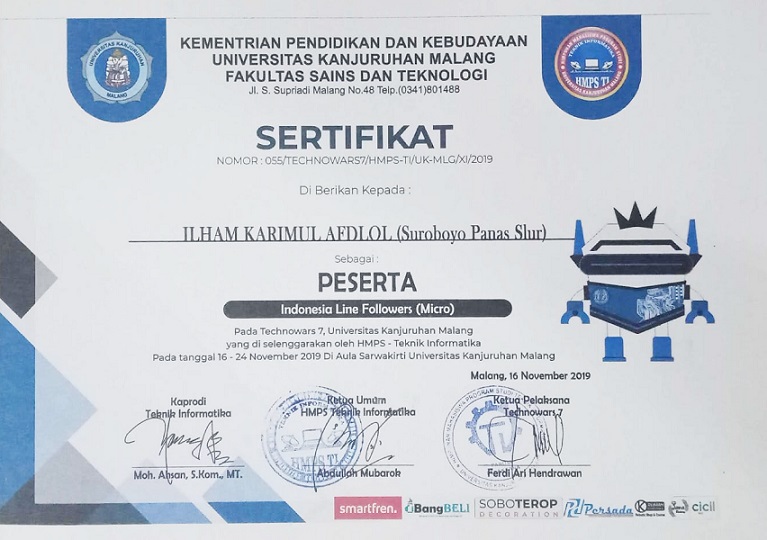 KEMENTRIAN PENDIDIKAN DAN KEBUDAYAAN
UNIVERSITAS KANJURUHAN MALANG
FAKULTAS SAINS DAN TEKNOLOGI
Jl. S. Supriadi Malang No.48 Telp.(0341)801488
UNIVERSITAS KANJURUHAN
MALANG
TEKNIK INFORMATIKA
HMPS TI
SERTIFIKAT
NOMOR : 055/TECHNOWARS7/HMPS-TI/UK-MLG/XI/2019
Di Berikan Kepada :
ILHAM KARIMUL AFDLOL (Suroboyo Panas Slur)
Sebagai :
PESERTA
Indonesia Line Followers (Micro)
Pada Technowars 7, Universitas Kanjuruhan Malang
yang di selenggarakan oleh HMPS - Teknik Informatika
Pada tanggal 16 - 24 November 2019 Di Aula Sarwakirti Universitas Kanjuruhan Malang
Malang, 16 November 2019
Kaprodi
Teknik Informatika
Moh. Ahsan, S.Kom., MT.
Ketua Umum
HMPS Teknik Informatika
HMPS TI
Abdullah Mubarok
Ketua Pelaksana
Technowars 7
Ferdi Ari Hendrawan
smartfren.
BangBELI
SOBOTEROP
DECORATION
Persada
cicil